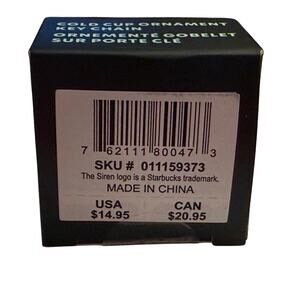 COLD CUP ORNAMENT
KEY CHAIN
ORNEMENTÉ GOBELET
SUR PORTE CLÉ
7 62111 80047 3
SKU # 011159373
The Siren logo is a Starbucks trademark.
MADE IN CHINA
USA CAN
$14.95 $20.95